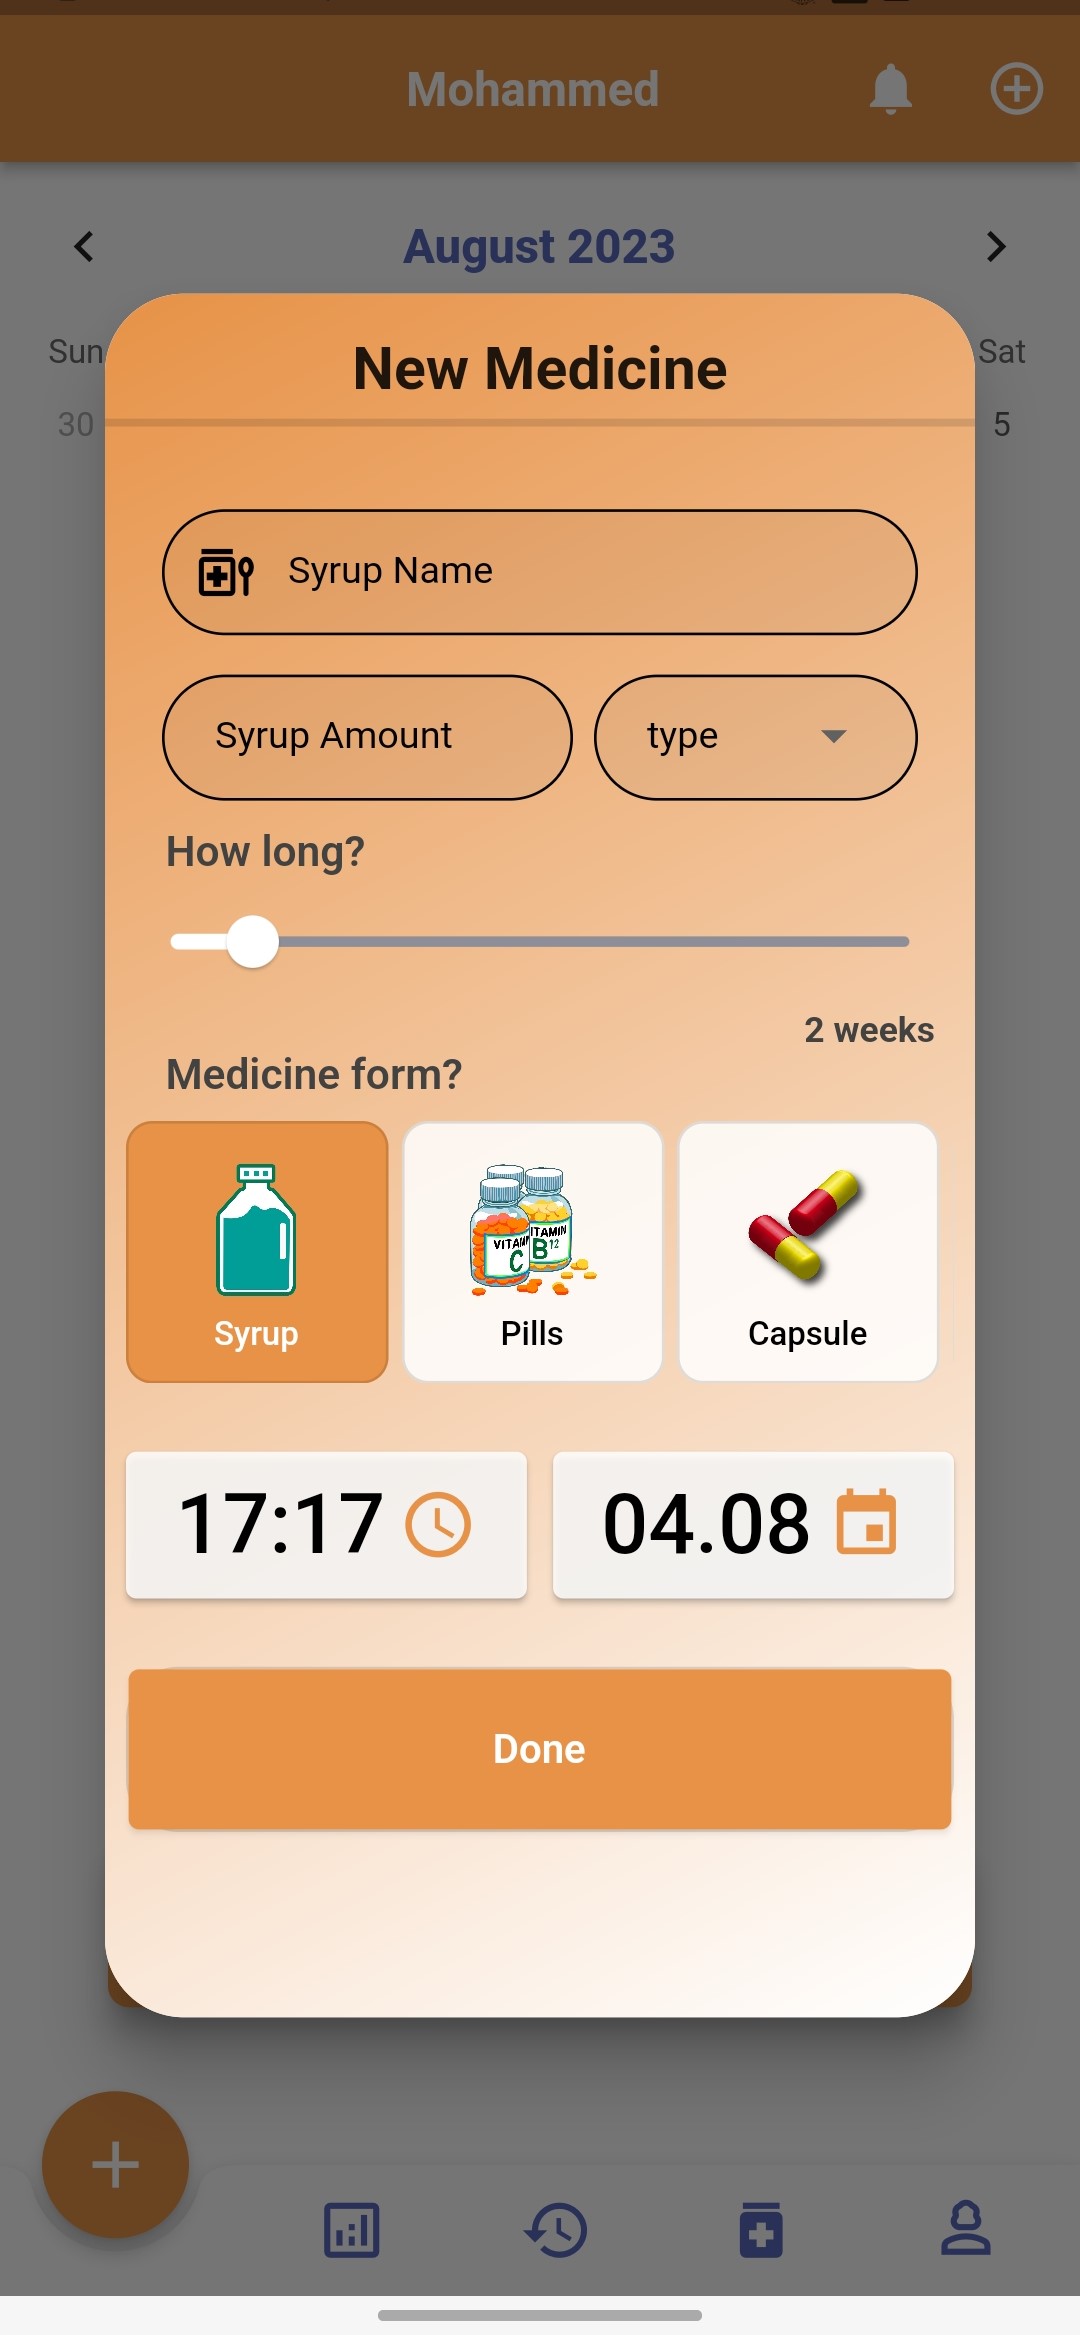 Mohammed
August 2023
Sun
Sat
30
5
New Medicine
Syrup Name
Syrup Amount
type
How long?
2 weeks
Medicine form?
VITAMIN
C
VITAMIN
B12
Syrup
Pills
Capsule
17:17
04.08
Done